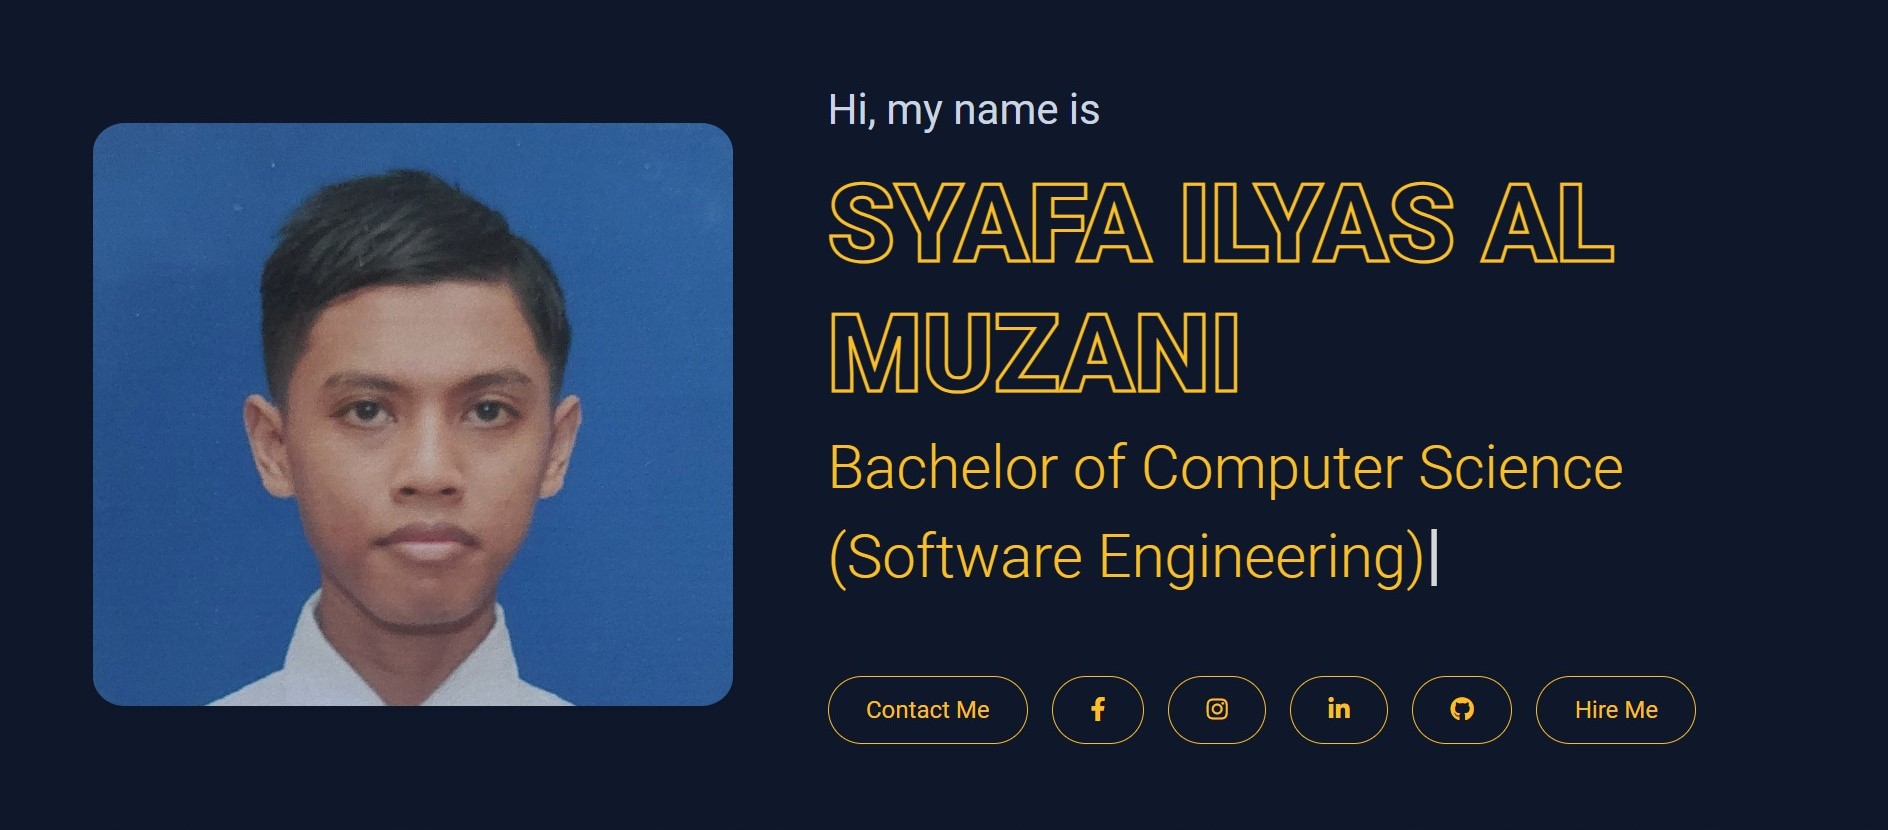 Hi, my name is
SYAFA ILYAS AL
MUZANI
Bachelor of Computer Science
(Software Engineering)
Contact Me
Hire Me